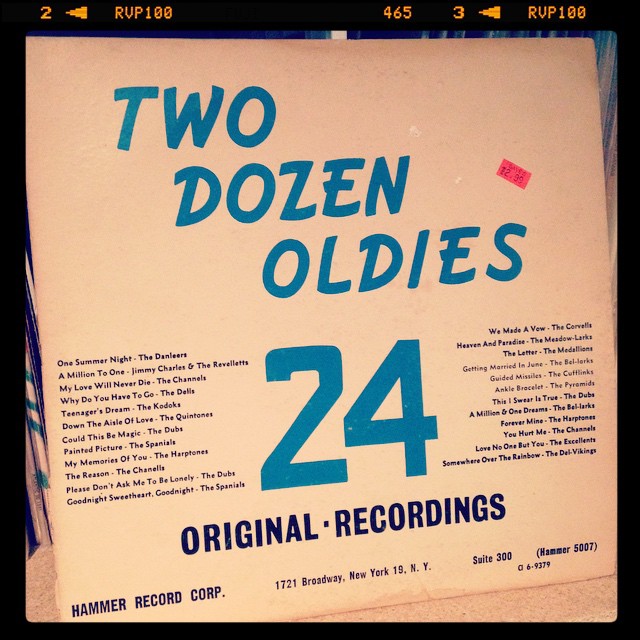 2 RVP100 465 3 RVP100
TWO
DOZEN
OLDIES
22.98
One Summer Night - The Danleers
A Million To One - Jimmy Charles & The Revelletts
My Love Will Never Die - The Channels
Why Do You Have To Go - The Dells
Teenager's Dream - The Kodoks
Down The Aisle Of Love - The Quintones
Could This Be Magic - The Dubs
Painted Picture - The Spanials
My Memories Of You - The Harptones
The Reason - The Chanells
Please Don't Ask Me To Be Lonely - The Dubs
Goodnight Sweetheart, Goodnight - The Spanials
24
We Made A Vow - The Corvells
Heaven And Paradise - The Meadow-Larks
The Letter - The Medellions
Getting Married In June - The Bel-larks
Guided Missiles - The Cufflinks
Ankle Bracelet - The Pyramids
This I Swear Is True - The Dubs
A Million & One Dreams - The Bel-larks
Forever Mine - The Harptones
You Hurt Me - The Channels
Love No One But You - The Excellents
Somewhere Over The Rainbow - The Del-Vikings
ORIGINAL · RECORDINGS
HAMMER RECORD CORP. 1721 Broadway, New York 19, N. Y. Suite 300 (Hammer 5007)
CI 6-9379